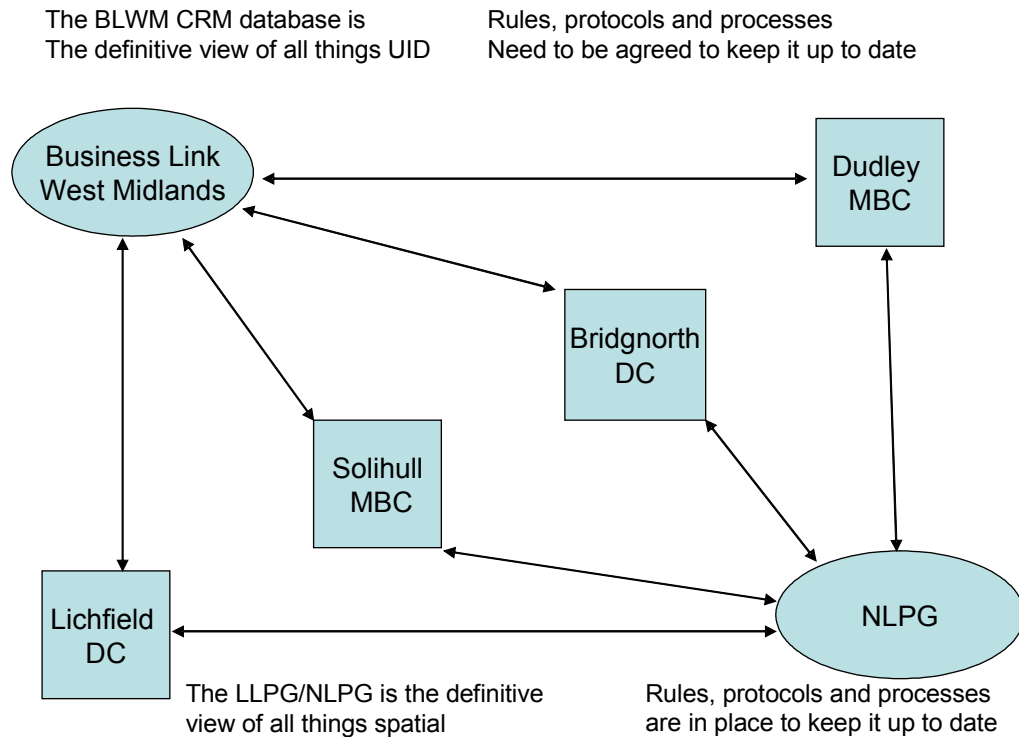 The BLWM CRM database is
The definitive view of all things UID
Rules, protocols and processes
Need to be agreed to keep it up to date
Business Link
West Midlands
Dudley
MBC
Bridgnorth
DC
Solihull
MBC
Lichfield
DC
NLPG
The LLPG/NLPG is the definitive
view of all things spatial
Rules, protocols and processes
are in place to keep it up to date